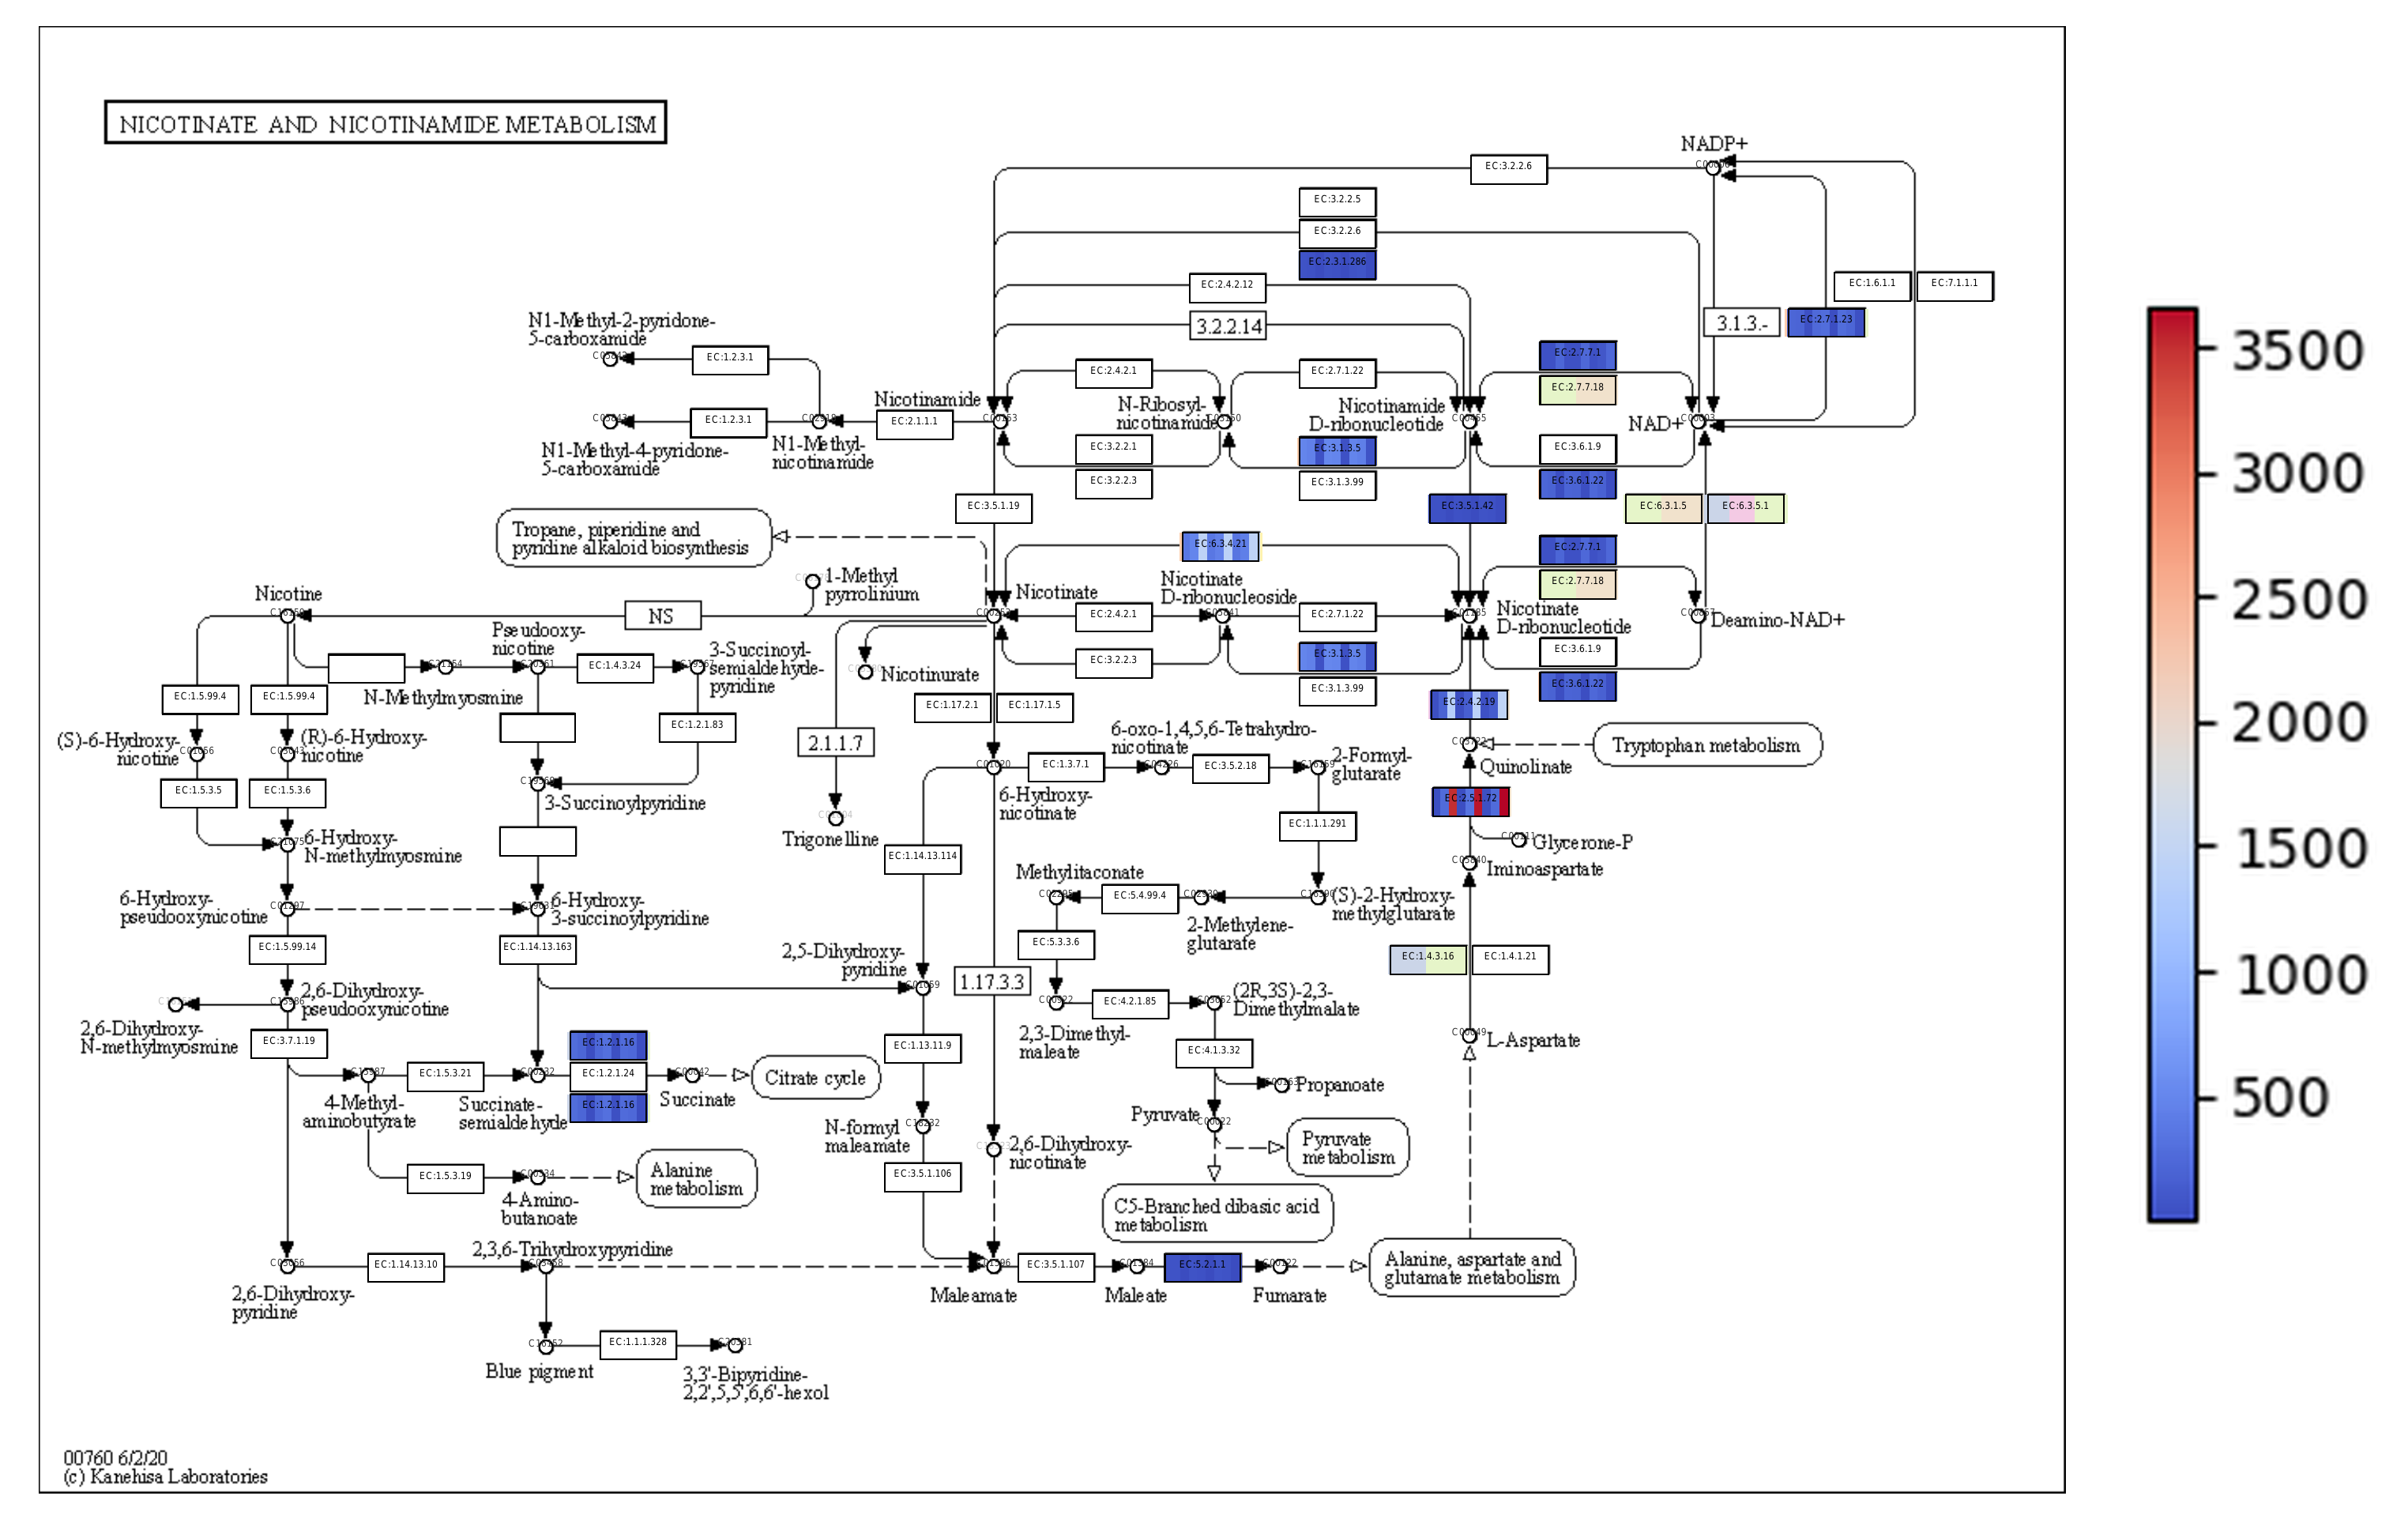 NICOTINATE AND NICOTINAMIDE METABOLISM
NADP+
EC:3.2.2.6
EC:3.2.2.5
EC:3.2.2.6
EC:2.3.1.286
EC:2.4.2.12
EC:1.6.1.1
EC:7.1.1.1
3.2.2.14
3.1.3.-
EC:2.7.1.23
N1-Methyl-2-pyridone-
5-carboxamide
EC:1.2.3.1
EC:2.4.2.1
EC:2.7.1.22
EC:2.7.7.1
EC:2.7.7.18
Nicotinamide
N-Ribosyl-
nicotinamide
Nicotinamide
D-ribonucleotide
NAD+
EC:1.2.3.1
EC:2.1.1.1
N1-Methyl-4-pyridone-
5-carboxamide
N1-Methyl-
nicotinamide
EC:3.2.2.1
EC:3.1.3.5
EC:3.6.1.9
EC:3.2.2.3
EC:3.1.3.99
EC:3.6.1.22
EC:3.5.1.19
EC:3.5.1.42
EC:6.3.1.5
EC:6.3.5.1
Tropane, piperidine and
pyridine alkaloid biosynthesis
EC:6.3.4.21
EC:2.7.7.1
EC:2.7.7.18
1-Methyl
pyrrolinium
Nicotine
NS
Nicotinate
Nicotinate
D-ribonucleoside
EC:2.4.2.1
EC:2.7.1.22
Nicotinate
D-ribonucleotide
Deamino-NAD+
Pseudooxy-
nicotine
EC:1.4.3.24
3-Succinoyl-
semialdehyde-
pyridine
N-Methylmyosmine
Nicotinurate
EC:3.2.2.3
EC:3.1.3.5
EC:3.6.1.9
EC:3.1.3.99
EC:3.6.1.22
EC:1.5.99.4
EC:1.5.99.4
EC:1.2.1.83
EC:1.17.2.1
EC:1.17.1.5
EC:2.4.2.19
(S)-6-Hydroxy-
nicotine
(R)-6-Hydroxy-
nicotine
2.1.1.7
6-oxo-1,4,5,6-Tetrahydro-
nicotinate
Tryptophan metabolism
EC:1.3.7.1
EC:3.5.2.18
2-Formyl-
glutarate
Quinolinate
EC:1.5.3.5
EC:1.5.3.6
3-Succinoylpyridine
6-Hydroxy-
nicotinate
EC:2.5.1.72
Trigonelline
EC:1.1.1.291
Glycerone-P
6-Hydroxy-
N-methylmyosmine
EC:1.14.13.114
Iminoaspartate
Methylitaconate
EC:5.4.99.4
6-Hydroxy-
pseudooxynicotine
6-Hydroxy-
3-succinoylpyridine
2-Methylene-
glutarate
(S)-2-Hydroxy-
methylglutarate
EC:1.5.99.14
EC:1.14.13.163
2,5-Dihydroxy-
pyridine
EC:5.3.3.6
EC:1.4.3.16
EC:1.4.1.21
1.17.3.3
2,6-Dihydroxy-
pseudooxynicotine
2,6-Dihydroxy-
N-methylmyosmine
EC:4.2.1.85
(2R,3S)-2,3-
Dimethylmalate
2,3-Dimethyl-
maleate
L-Aspartate
C00049
EC:3.7.1.19
EC:1.2.1.16
EC:1.13.11.9
EC:4.1.3.32
EC:1.5.3.21
EC:1.2.1.24
Citrate cycle
Propanoate
4-Methyl-
aminobutyrate
Succinate-
semialdehyde
EC:1.2.1.16
Succinate
Pyruvate
N-formyl
maleamate
2,6-Dihydroxy-
nicotinate
Pyruvate
metabolism
EC:1.5.3.19
Alanine
metabolism
EC:3.5.1.106
4-Amino-
butanoate
C5-Branched dibasic acid
metabolism
2,3,6-Trihydroxypyridine
EC:1.14.13.10
EC:3.5.1.107
EC:5.2.1.1
Alanine, aspartate and
glutamate metabolism
2,6-Dihydroxy-
pyridine
Maleamate
Maleate
Fumarate
EC:1.1.1.328
Blue pigment
3,3'-Bipyridine-
2,2',5,5',6,6'-hexol
00760 6/2/20
(c) Kanehisa Laboratories
3500
3000
2500
2000
1500
1000
500